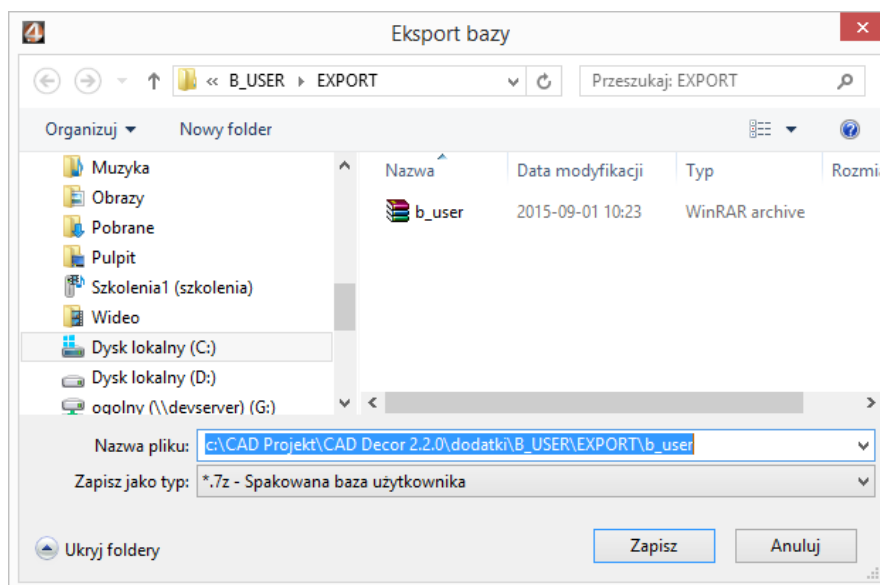 Eksport bazy
« B_USER EXPORT
Przeszukaj: EXPORT
Organizuj
Nowy folder
Muzyka
Obrazy
Pobrane
Pulpit
Szkolenia1 (szkolenia)
Wideo
Dysk lokalny (C:)
Dysk lokalny (D:)
ogolny (\\devserver) (G:)
Nazwa Data modyfikacji Typ Rozmi
b_user 2015-09-01 10:23 WinRAR archive
Nazwa pliku: c:\CAD Projekt\CAD Decor 2.2.0\dodatki\B_USER\EXPORT\b_user
Zapisz jako typ: *.7z - Spakowana baza użytkownika
Ukryj foldery
Zapisz
Anuluj